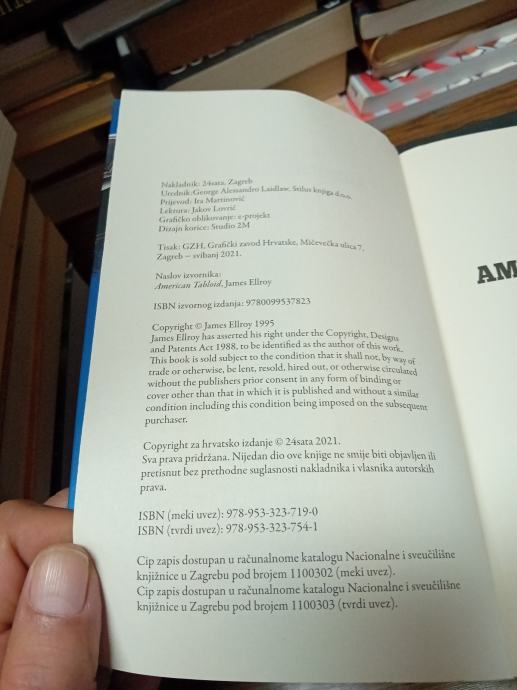 Nakladnik: 24sata, Zagreb
Urednik:George Alessandro Laidlaw, Stilus knjiga d.o.o.
Prijevod: Ira Martinović
Lektura: Jakov Lovrić
Grafičko oblikovanje: e-projekt
Dizajn korice: Studio 2M
Tisak: GZH, Grafički zavod Hrvatske, Mičevečka ulica 7,
Zagreb – svibanj 2021.
Naslov izvornika:
American Tabloid, James Ellroy
ISBN izvornog izdanja: 9780099537823
Copyright © James Ellroy 1995
James Ellroy has asserted his right under the Copyright, Designs
and Patents Act 1988, to be identified as the author of this work.
This book is sold subject to the condition that it shall not, by way of
trade or otherwise, be lent, resold, hired out, or otherwise circulated
without the publishers prior consent in any form of binding or
cover other than that in which it is published and without a similar
condition including this condition being imposed on the subsequent
purchaser.
Copyright za hrvatsko izdanje © 24sata 2021.
Sva prava pridržana. Nijedan dio ove knjige ne smije biti objavljen ili
pretisnut bez prethodne suglasnosti nakladnika i vlasnika autorskih
prava.
ISBN (meki uvez): 978-953-323-719-0
ISBN (tvrdi uvez): 978-953-323-754-1
Cip zapis dostupan u računalnome katalogu Nacionalne i sveučilišne
knjižnice u Zagrebu pod brojem 1100302 (meki uvez).
Cip zapis dostupan u računalnome katalogu Nacionalne i sveučilišne
knjižnice u Zagrebu pod brojem 1100303 (tvrdi uvez).
AM